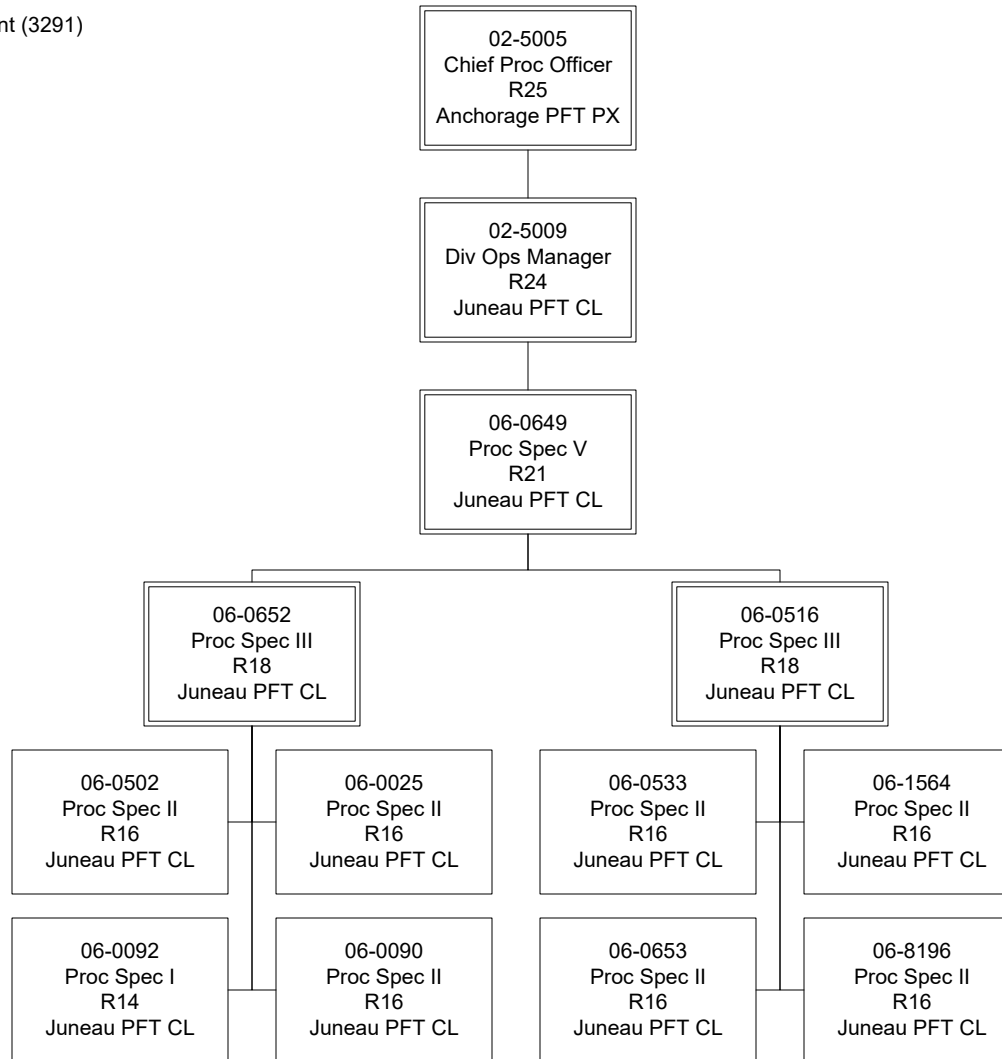 nt (3291)
02-5005
Chief Proc Officer
R25
Anchorage PFT PX
02-5009
Div Ops Manager
R24
Juneau PFT CL
06-0649
Proc Spec V
R21
Juneau PFT CL
06-0652
Proc Spec III
R18
Juneau PFT CL
06-0516
Proc Spec III
R18
Juneau PFT CL
06-0502
Proc Spec II
R16
Juneau PFT CL
06-0025
Proc Spec II
R16
Juneau PFT CL
06-0533
Proc Spec II
R16
Juneau PFT CL
06-1564
Proc Spec II
R16
Juneau PFT CL
06-0092
Proc Spec I
R14
Juneau PFT CL
06-0090
Proc Spec II
R16
Juneau PFT CL
06-0653
Proc Spec II
R16
Juneau PFT CL
06-8196
Proc Spec II
R16
Juneau PFT CL